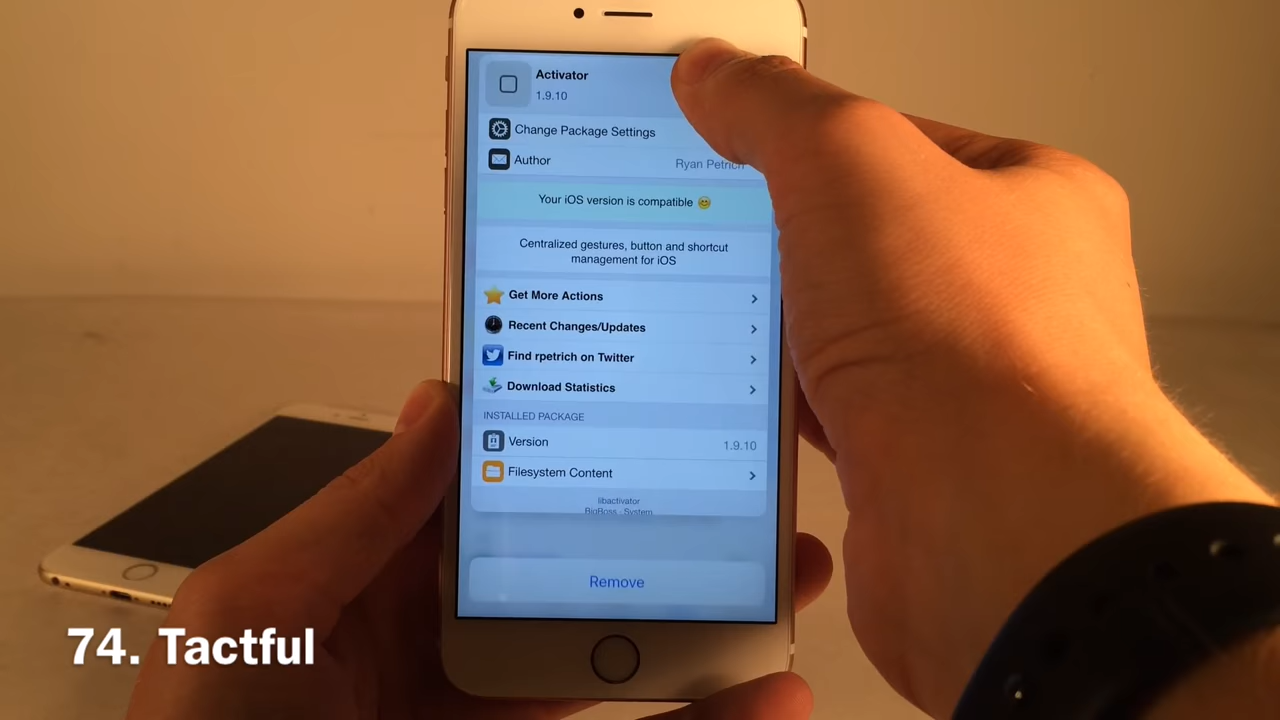 Activator
1.9.10
Change Package Settings
Author
Ryan Petrich
Your iOS version is compatible 😊
Centralized gestures, button and shortcut
management for iOS
Get More Actions
Recent Changes/Updates
Find rpetrich on Twitter
Download Statistics
INSTALLED PACKAGE
Version
1.9.10
Filesystem Content
libactivator
BigBoss . System
Remove
74. Tactful